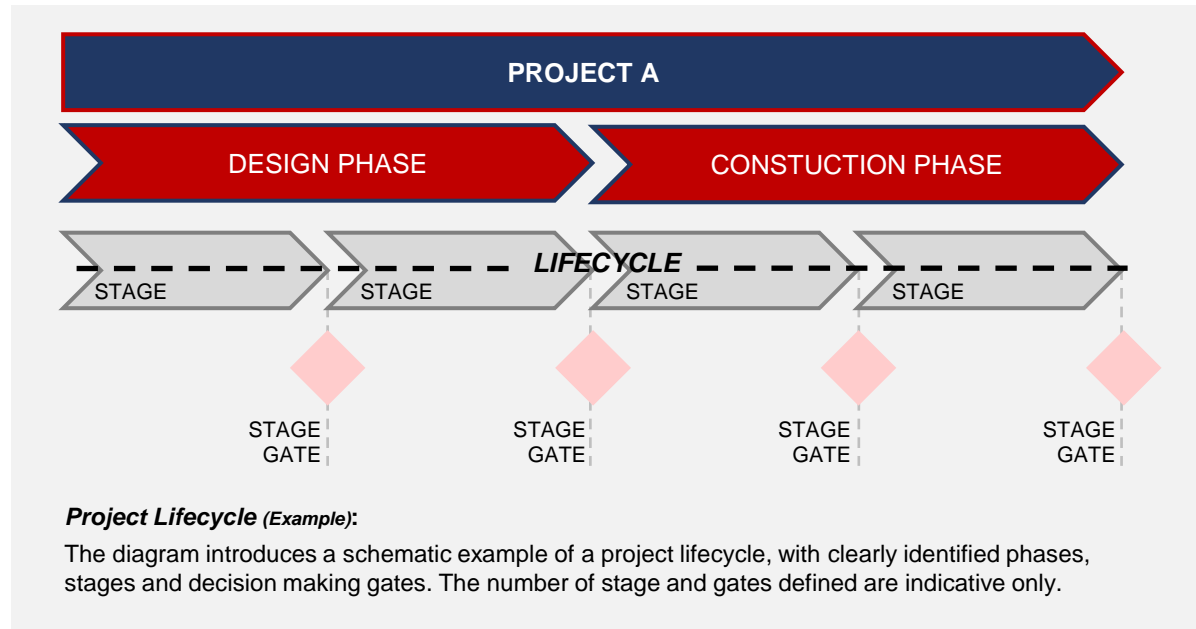 PROJECT A
DESIGN PHASE
CONSTUCTION PHASE
LIFECYCLE
STAGE
STAGE
STAGE
STAGE
STAGE
GATE
STAGE
GATE
STAGE
GATE
STAGE
GATE
Project Lifecycle (Example):
The diagram introduces a schematic example of a project lifecycle, with clearly identified phases,
stages and decision making gates. The number of stage and gates defined are indicative only.